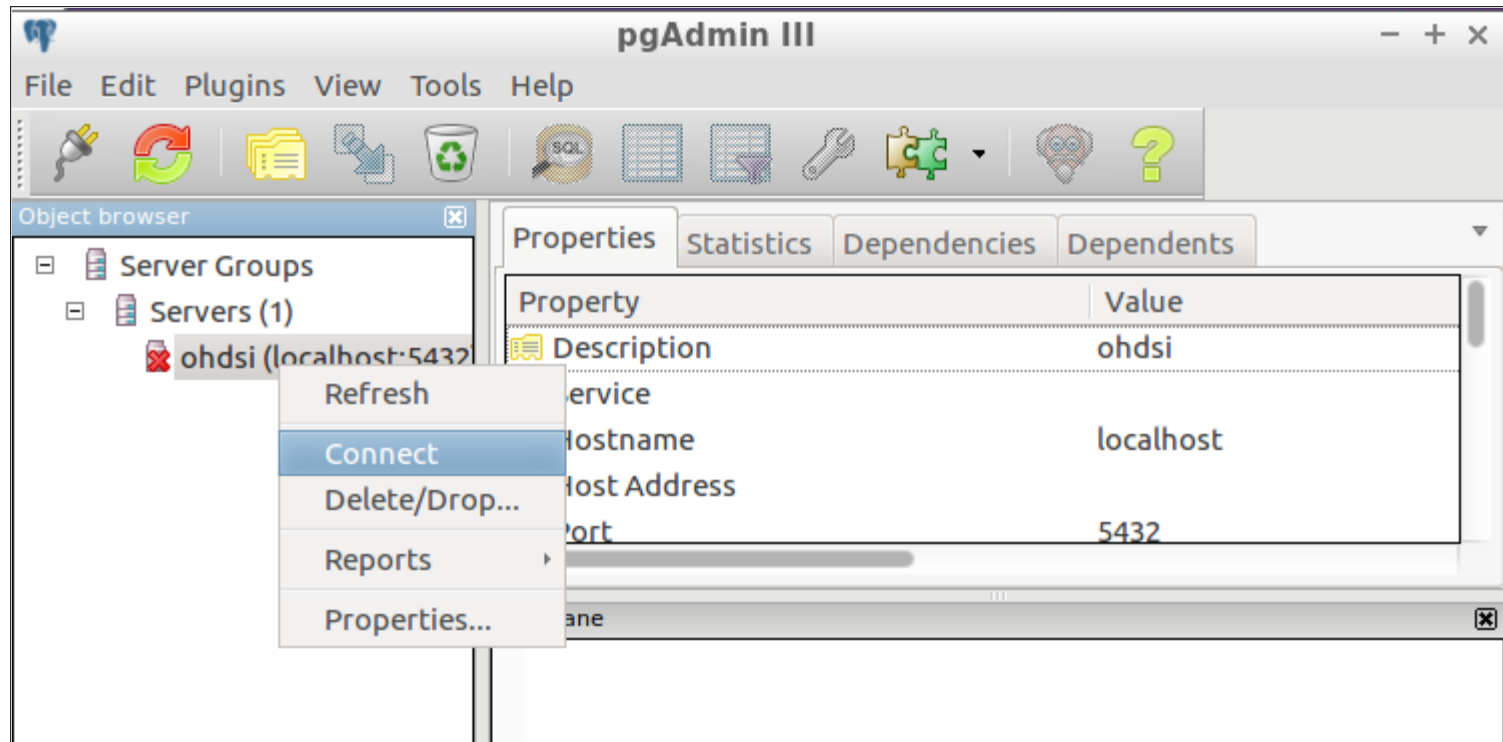 pgAdmin III
File Edit Plugins View Tools Help
SQL
Object browser
Server Groups
Servers (1)
ohdsi (localhost:5432)
Refresh
Connect
Delete/Drop...
Reports
Properties...
Properties Statistics Dependencies Dependents
Property Value
Description ohdsi
ervice
Hostname localhost
Host Address
Port 5432
ane